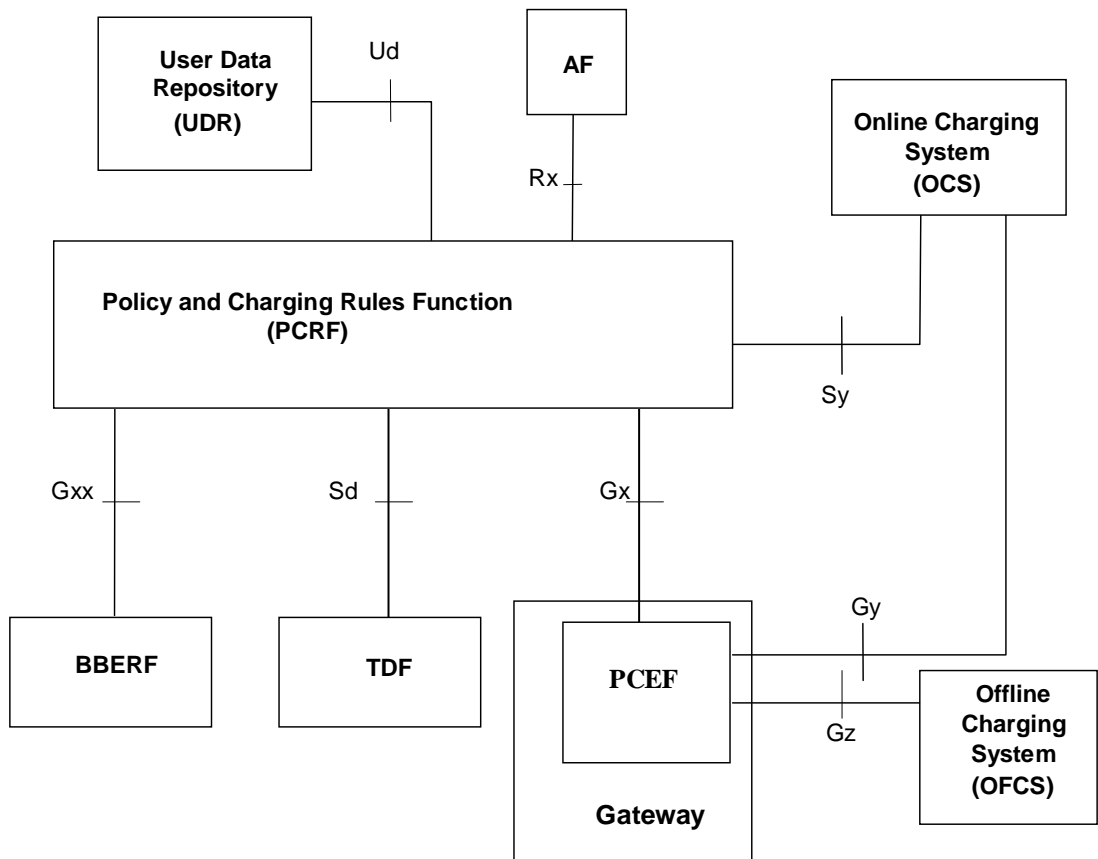 User Data
Repository
(UDR)
Ud
AF
Online Charging
System
(OCS)
Rx
Policy and Charging Rules Function
(PCRF)
Sy
Gxx
Sd
Gx
BBERF
TDF
PCEF
Gy
Gz
Offline
Charging
System
(OFCS)
Gateway